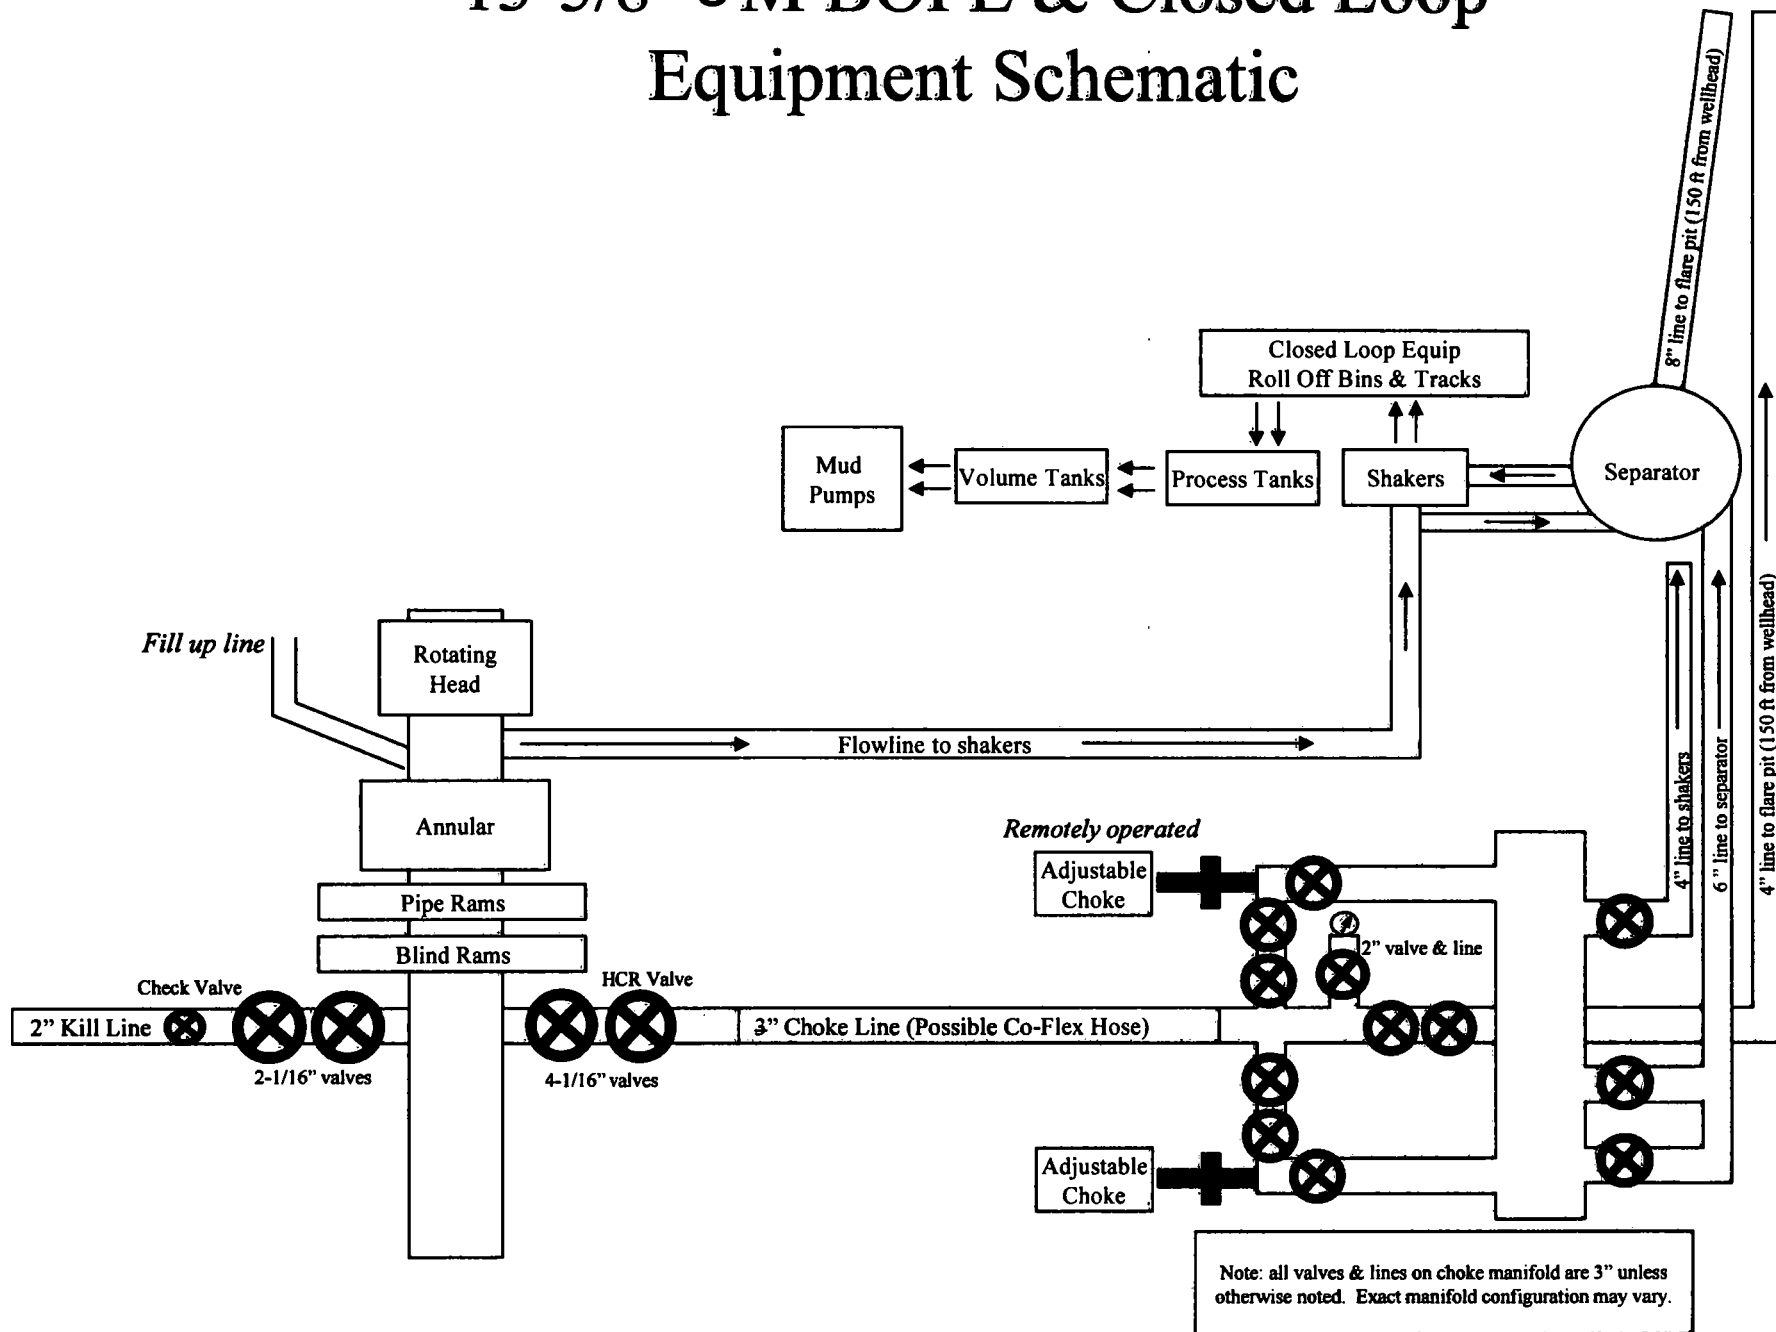 BOPE & Closed Loop
Equipment Schematic
8” line to flare pit (150 ft from wellhead)
Closed Loop Equip
Roll Off Bins & Tracks
Mud
Pumps
Volume Tanks
Process Tanks
Shakers
Separator
Fill up line
Rotating
Head
Flowline to shakers
Annular
Pipe Rams
Blind Rams
4” line to shakers
6 ” line to separator
4” line to flare pit (150 ft from wellhead)
Remotely operated
Adjustable
Choke
2” valve & line
Check Valve
HCR Valve
2” Kill Line
3” Choke Line (Possible Co-Flex Hose)
2-1/16” valves
4-1/16” valves
Adjustable
Choke
Note: all valves & lines on choke manifold are 3” unless
otherwise noted. Exact manifold configuration may vary.